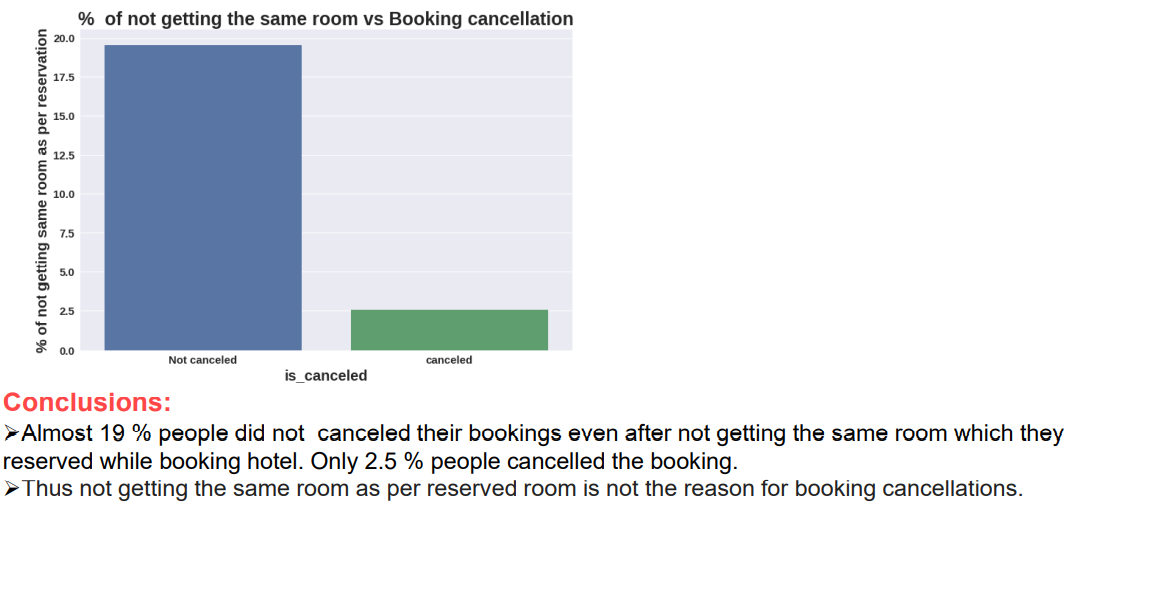 % of not getting the same room vs Booking cancellation
% of not getting same room as per reservation
20.0
17.5
15.0
12.5
10.0
7.5
5.0
2.5
0.0
Not canceled canceled
is_canceled
Conclusions:
➢Almost 19 % people did not canceled their bookings even after not getting the same room which they
reserved while booking hotel. Only 2.5 % people cancelled the booking.
➢Thus not getting the same room as per reserved room is not the reason for booking cancellations.